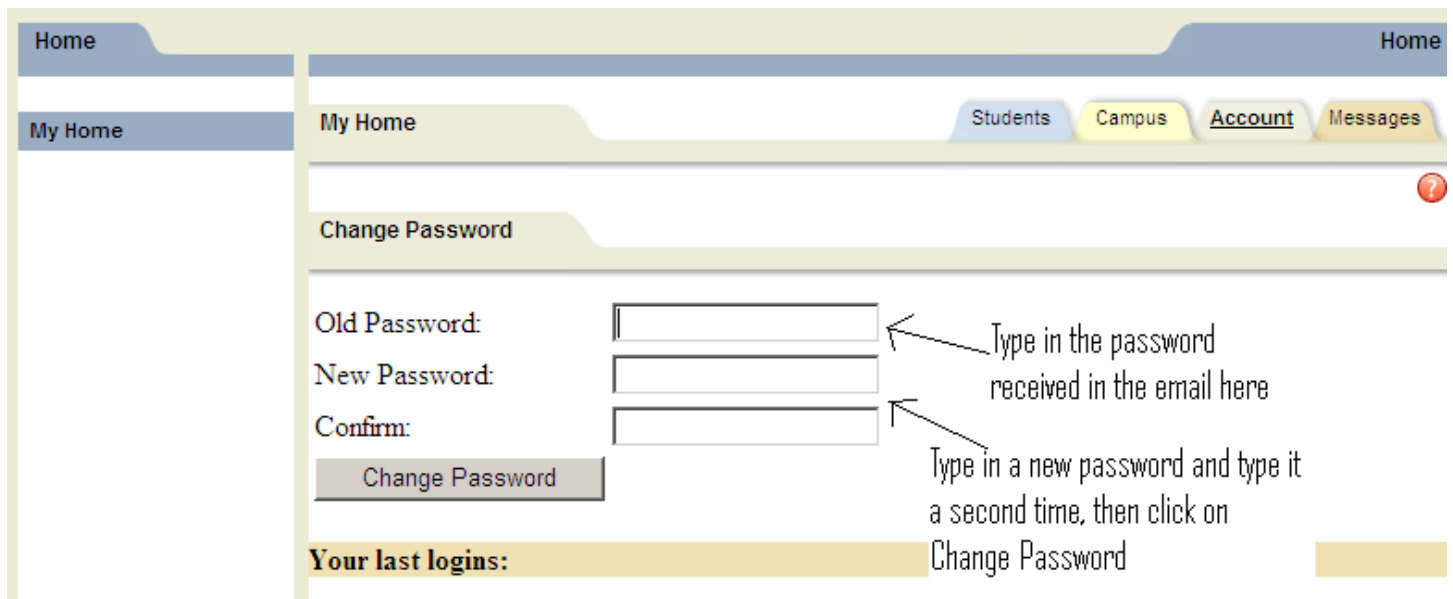 Home
Home
My Home
My Home
Students
Campus
Account
Messages
?
Change Password
Old Password:
Type in the password
received in the email here
New Password:
Confirm:
Change Password
Type in a new password and type it
a second time, then click on
Change Password
Your last logins: